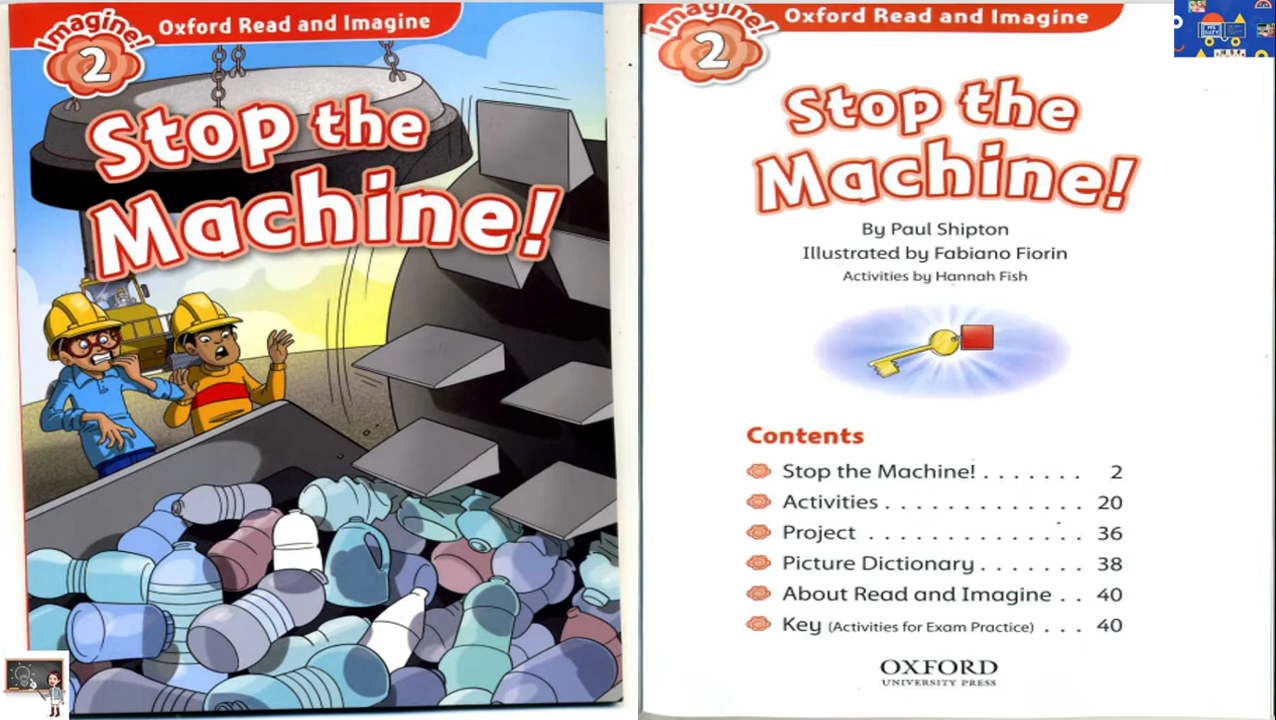 Oxford Read and Imagine
Imagine!
2
Stop the
Machine!
Oxford Read and Imagine
Imagine!
2
Stop the
Machine!
By Paul Shipton
Illustrated by Fabiano Fiorin
Activities by Hannah Fish
Contents
Stop the Machine! . . . . . . . 2
Activities . . . . . . . . . . . . . . 20
Project . . . . . . . . . . . . . . . 36
Picture Dictionary . . . . . . . 38
About Read and Imagine . . 40
Key (Activities for Exam Practice) . . . 40
OXFORD
UNIVERSITY PRESS